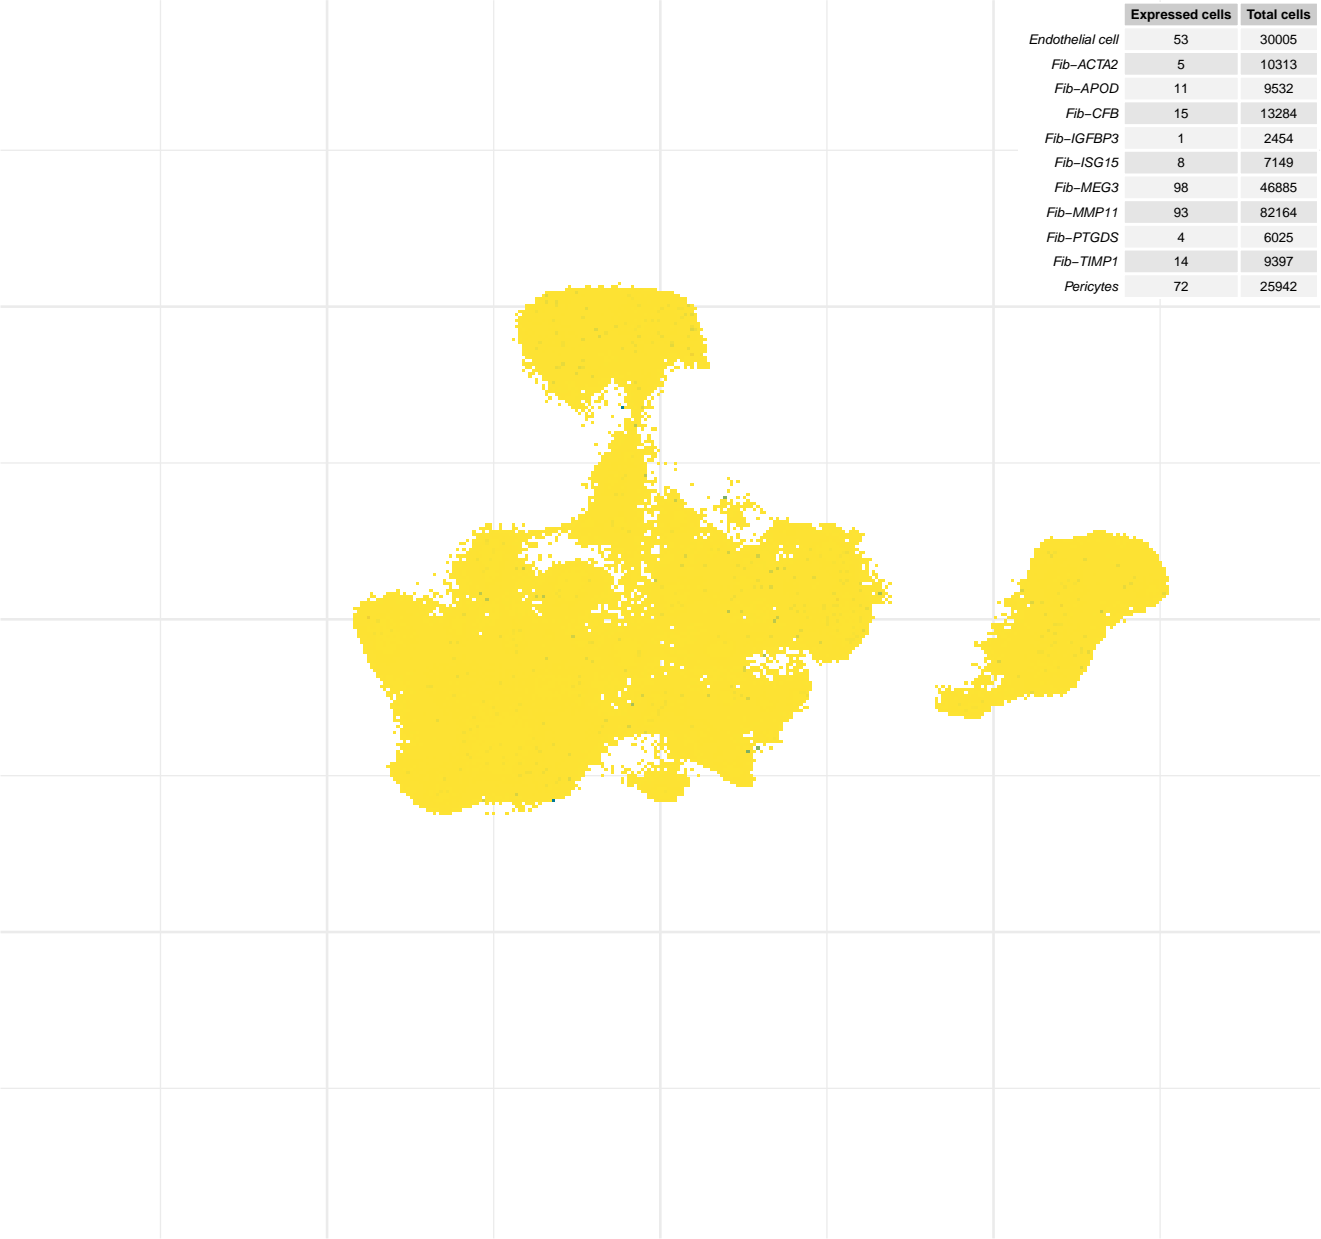 Expressed cells Total cells
Endothelial cell 53 30005
Fib−ACTA2 5 10313
Fib−APOD 11 9532
Fib−CFB 15 13284
Fib−IGFBP3 1 2454
Fib−ISG15 8 7149
Fib−MEG3 98 46885
Fib−MMP11 93 82164
Fib−PTGDS 4 6025
Fib−TIMP1 14 9397
Pericytes 72 25942